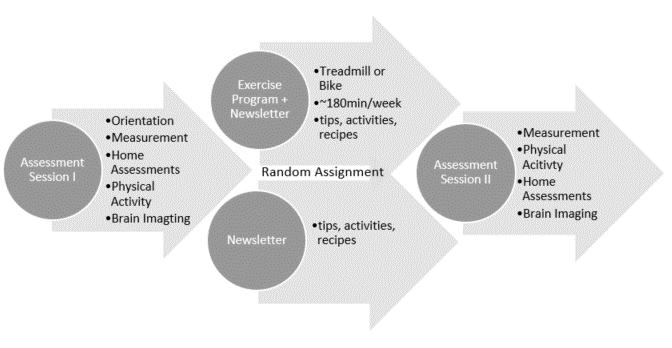 Assessment
Session I
•Orientation
•Measurement
•Home
Assessments
•Physical
Activity
•Brain Imagting
Exercise
Program +
Newsletter
•Treadmill or
Bike
•~180min/week
•tips, activities,
recipes
Random Assignment
Newsletter
•tips, activities,
recipes
Assessment
Session II
•Measurement
•Physical
Acitivty
•Home
Assessments
•Brain Imaging